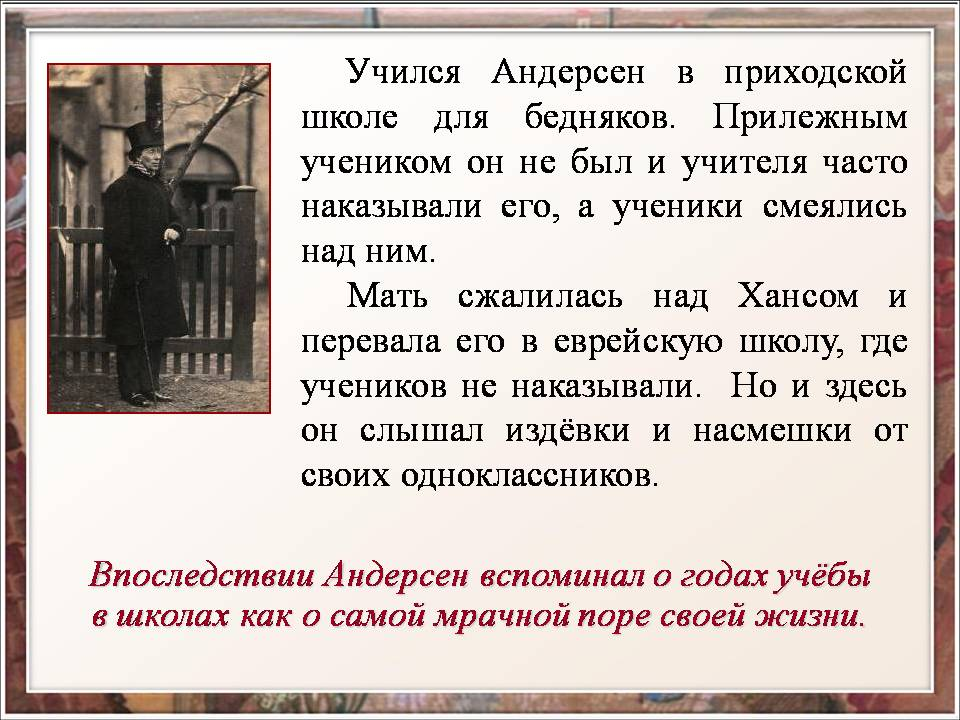 Учился Андерсен в приходской
школе для бедняков. Прилежным
учеником он не был и учителя часто
наказывали его, а ученики смеялись
над ним.
Мать сжалилась над Хансом и
перевала его в еврейскую школу, где
учеников не наказывали. Но и здесь
он слышал издёвки и насмешки от
своих одноклассников.
Впоследствии Андерсен вспоминал о годах учёбы
в школах как о самой мрачной поре своей жизни.